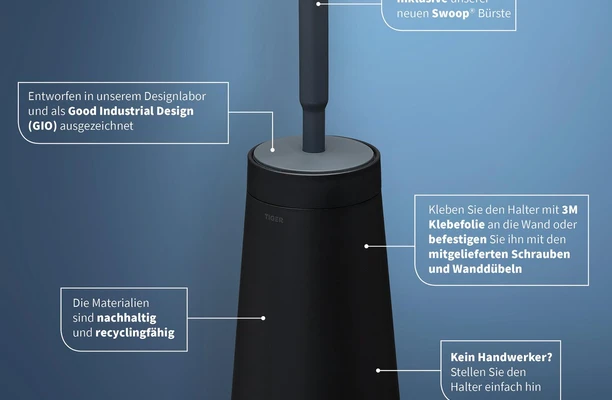 inklusive unserer
neuen Swoop® Bürste
Entworfen in unserem Designlabor
und als Good Industrial Design
(GIO) ausgezeichnet
TIGER
Kleben Sie den Halter mit 3M
Klebefolie an die Wand oder
befestigen Sie ihn mit den
mitgelieferten Schrauben
und Wanddübeln
Die Materialien
sind nachhaltig
und recyclingfähig
Kein Handwerker?
Stellen Sie den
Halter einfach hin